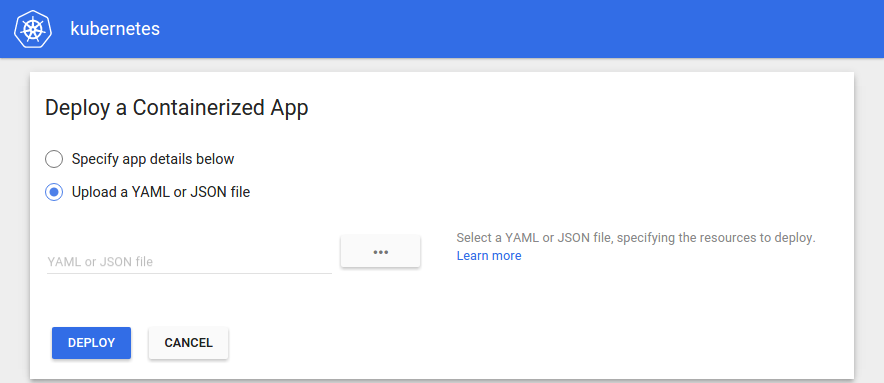 kubernetes
Deploy a Containerized App
Specify app details below
Upload a YAML or JSON file
YAML or JSON file
...
Select a YAML or JSON file, specifying the resources to deploy.
Learn more
DEPLOY
CANCEL